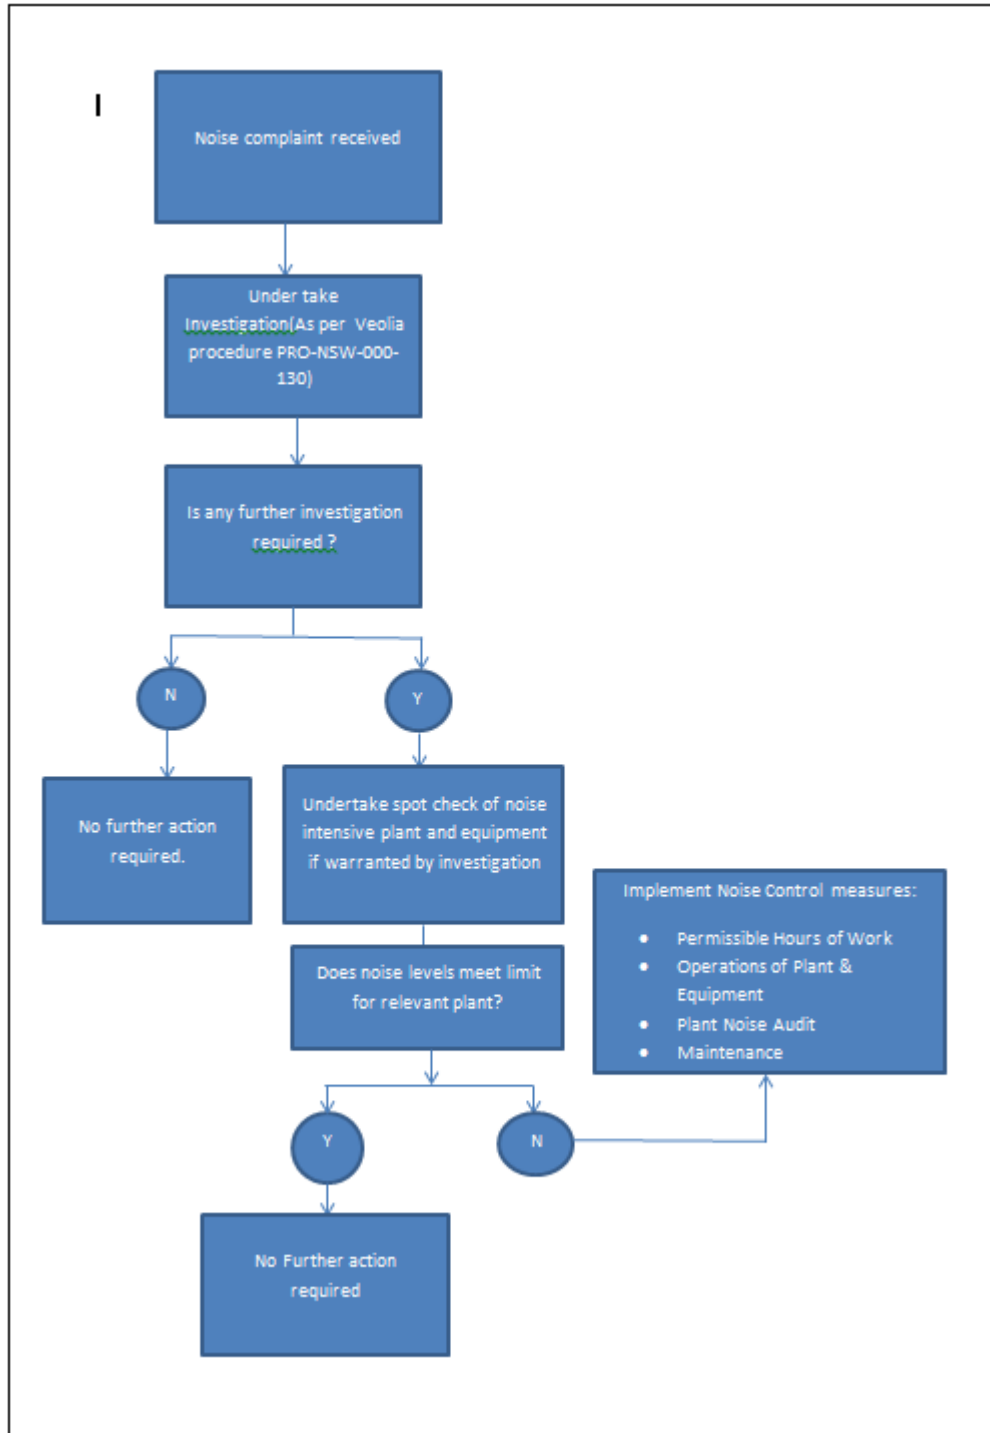 I
Noise complaint received
Under take
Investigation(As per Veolia
procedure PRO-NSW-000-
130)
Is any further investigation
required ?
N
Y
No further action
required.
Undertake spot check of noise
intensive plant and equipment
if warranted by investigation
Implement Noise Control measures:
• Permissible Hours of Work
• Operations of Plant &
Equipment
• Plant Noise Audit
• Maintenance
Does noise levels meet limit
for relevant plant?
Y
N
No Further action
required